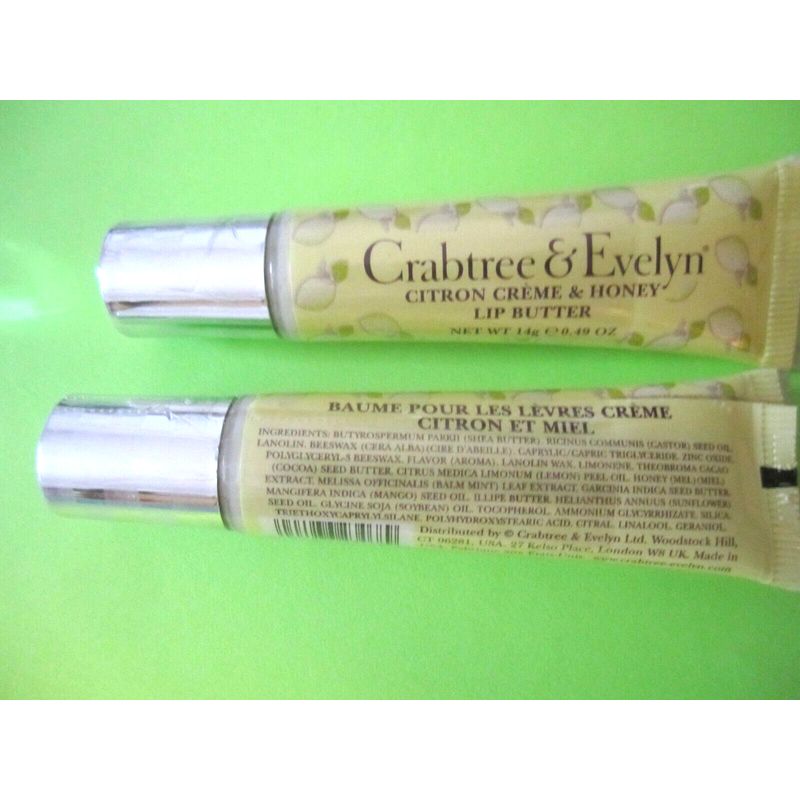 Crabtree & Evelyn®
CITRON CRÈME & HONEY
LIP BUTTER
NET WT 14g ℮ 0.49 OZ
BAUME POUR LES LÈVRES CRÈME
CITRON ET MIEL
INGREDIENTS: BUTYROSPERMUM PARKII (SHEA BUTTER), RICINUS COMMUNIS (CASTOR) SEED OIL,
LANOLIN, BEESWAX (CERA ALBA) (CIRE D'ABEILLE), CAPRYLIC/CAPRIC TRIGLYCERIDE, ZINC OXIDE,
POLYGLYCERYL-3 BEESWAX, FLAVOR (AROMA), LANOLIN WAX, LIMONENE, THEOBROMA CACAO
(COCOA) SEED BUTTER, CITRUS MEDICA LIMONUM (LEMON) PEEL OIL, HONEY (MEL) (MIEL)
EXTRACT, MELISSA OFFICINALIS (BALM MINT) LEAF EXTRACT, GARCINIA INDICA SEED BUTTER,
MANGIFERA INDICA (MANGO) SEED OIL, ILLIPE BUTTER, HELIANTHUS ANNUUS (SUNFLOWER)
SEED OIL, GLYCINE SOJA (SOYBEAN) OIL, TOCOPHEROL, AMMONIUM GLYCYRRHIZATE, SILICA,
TRIETHOXYCAPRYLYLSILANE, POLYHYDROXYSTEARIC ACID, CITRAL, LINALOOL, GERANIOL.
Distributed by © Crabtree & Evelyn Ltd. Woodstock Hill,
CT 06281, USA. 27 Kelso Place, London W8 UK. Made in
www.crabtree-evelyn.com